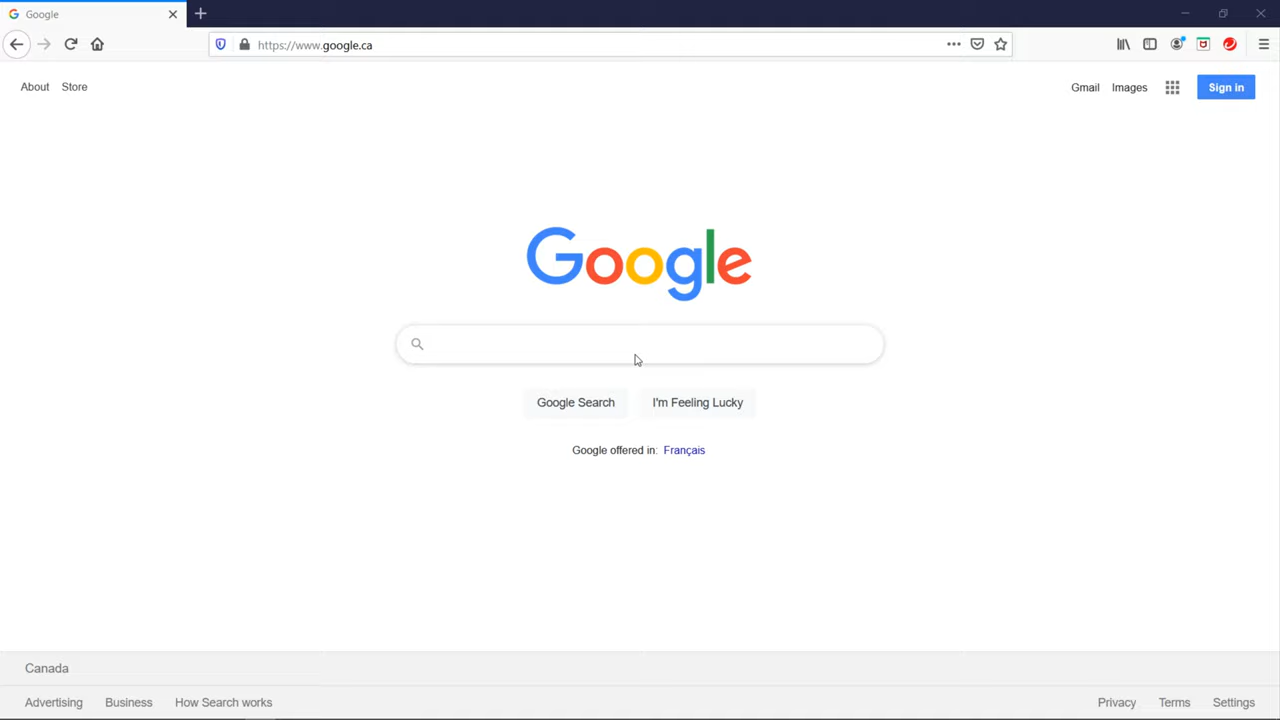 Google
https://www.google.ca
About Store
Gmail Images Sign in
Google
Google Search I'm Feeling Lucky
Google offered in: Français
Canada
Advertising Business How Search works
Privacy Terms Settings